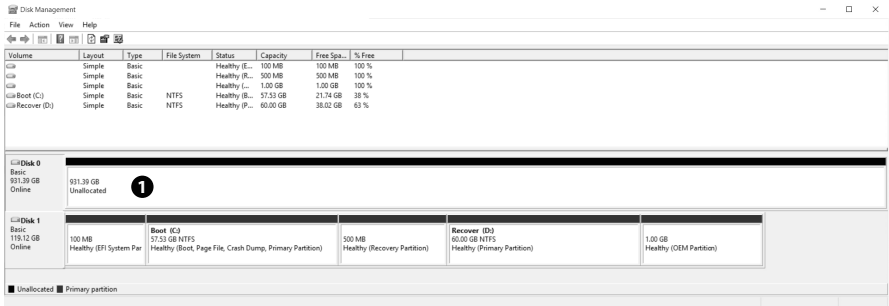 Disk Management
File Action View Help
Volume Layout Type File System Status Capacity Free Spa... % Free
Simple Basic Healthy (E... 100 MB 100 MB 100 %
Simple Basic Healthy (R... 500 MB 500 MB 100 %
Simple Basic Healthy (... 1.00 GB 1.00 GB 100 %
Boot (C:) Simple Basic NTFS Healthy (B... 57.53 GB 21.74 GB 38 %
Recover (D:) Simple Basic NTFS Healthy (P... 60.00 GB 38.02 GB 63 %
Disk 0
Basic
931.39 GB
Online
931.39 GB
Unallocated
1
Disk 1
Basic
119.12 GB
Online
100 MB
Healthy (EFI System Par
Boot (C:)
57.53 GB NTFS
Healthy (Boot, Page File, Crash Dump, Primary Partition)
500 MB
Healthy (Recovery Partition)
Recover (D:)
60.00 GB NTFS
Healthy (Primary Partition)
1.00 GB
Healthy (OEM Partition)
Unallocated Primary partition